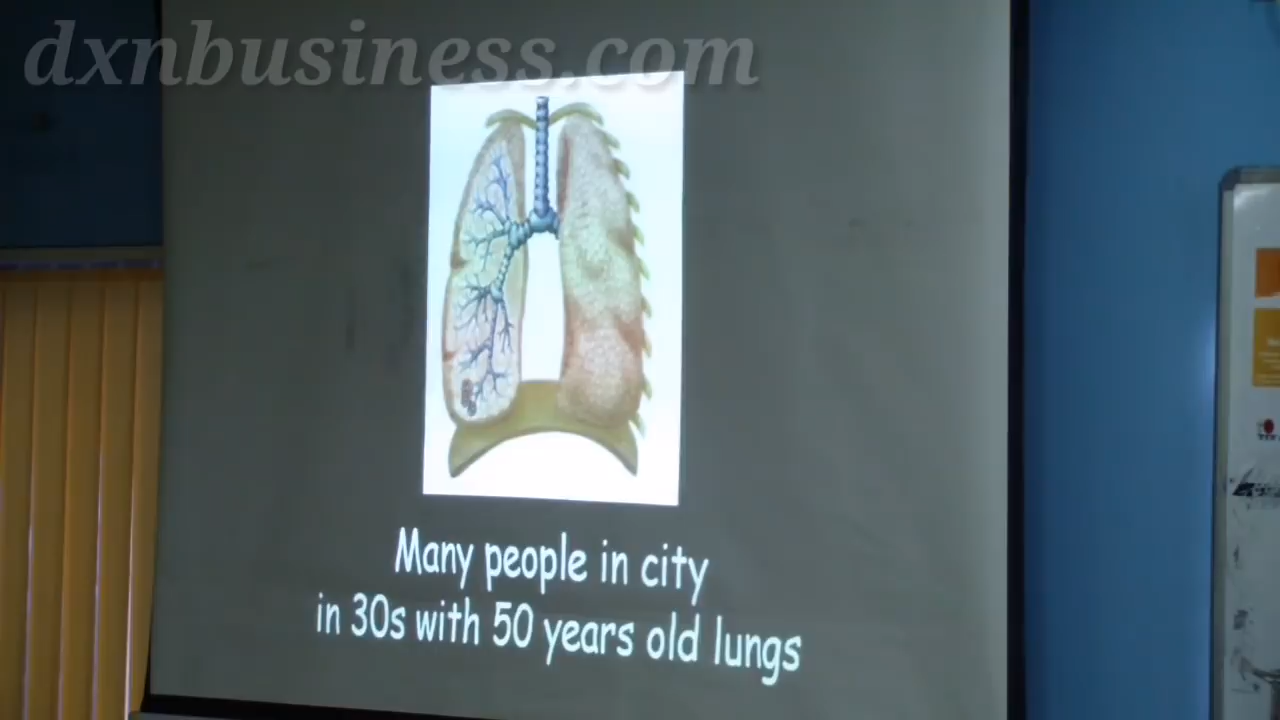 dxnbusiness.com
Many people in city
in 30s with 50 years old lungs